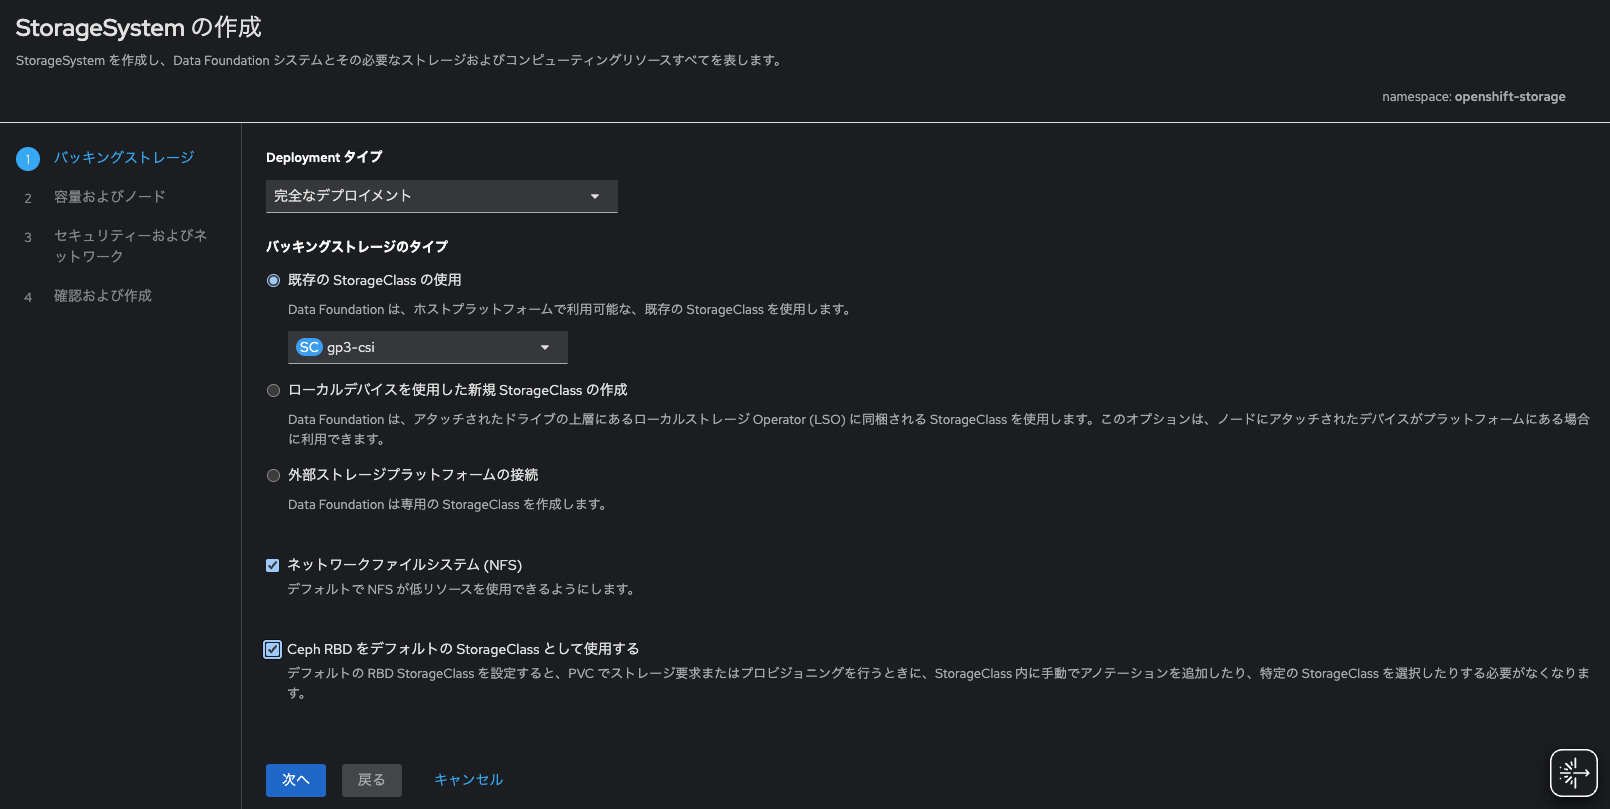 StorageSystem の作成
StorageSystem を作成し、Data Foundation システムとその必要なストレージおよびコンピューティングリソースすべてを表します。
namespace: openshift-storage
1 バッキングストレージ
2 容量およびノード
3 セキュリティーおよびネ
ットワーク
4 確認および作成
Deployment タイプ
完全なデプロイメント
バッキングストレージのタイプ
既存の StorageClass の使用
Data Foundation は、ホストプラットフォームで利用可能な、既存の StorageClass を使用します。
SC gp3-csi
ローカルデバイスを使用した新規 StorageClass の作成
Data Foundation は、アタッチされたドライブの上層にあるローカルストレージ Operator (LSO) に同梱される StorageClass を使用します。このオプションは、ノードにアタッチされたデバイスがプラットフォームにある場合
に利用できます。
外部ストレージプラットフォームの接続
Data Foundation は専用の StorageClass を作成します。
ネットワークファイルシステム (NFS)
デフォルトで NFS が低リソースを使用できるようにします。
Ceph RBD をデフォルトの StorageClass として使用する
デフォルトの RBD StorageClass を設定すると、PVC でストレージ要求またはプロビジョニングを行うときに、StorageClass 内に手動でアノテーションを追加したり、特定の StorageClass を選択したりする必要がなくなりま
す。
次へ 戻る キャンセル